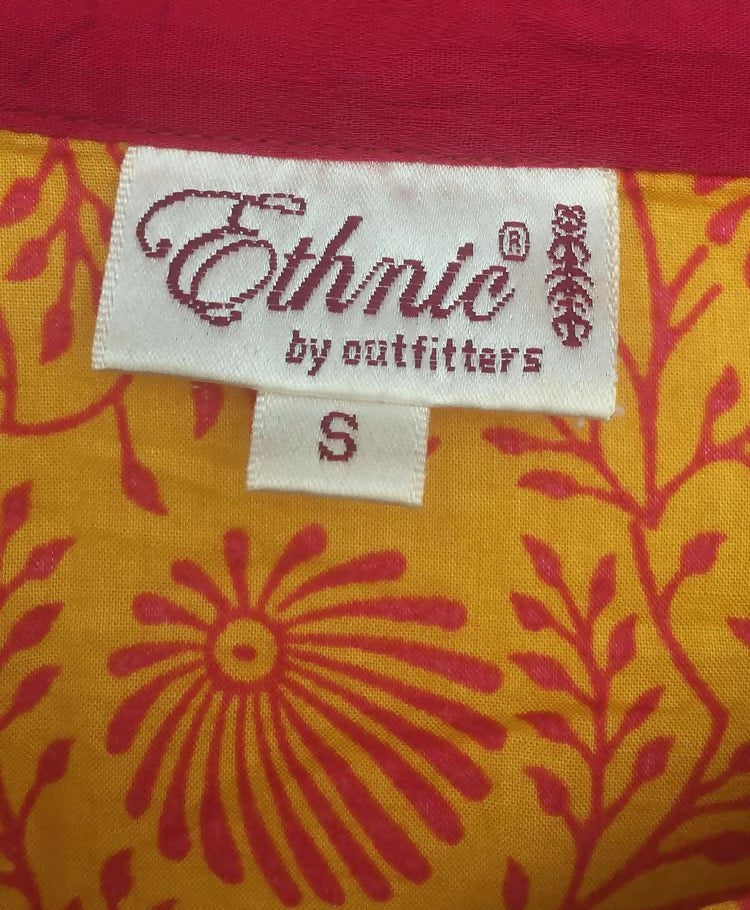 Ethnic®
by outfitters
S